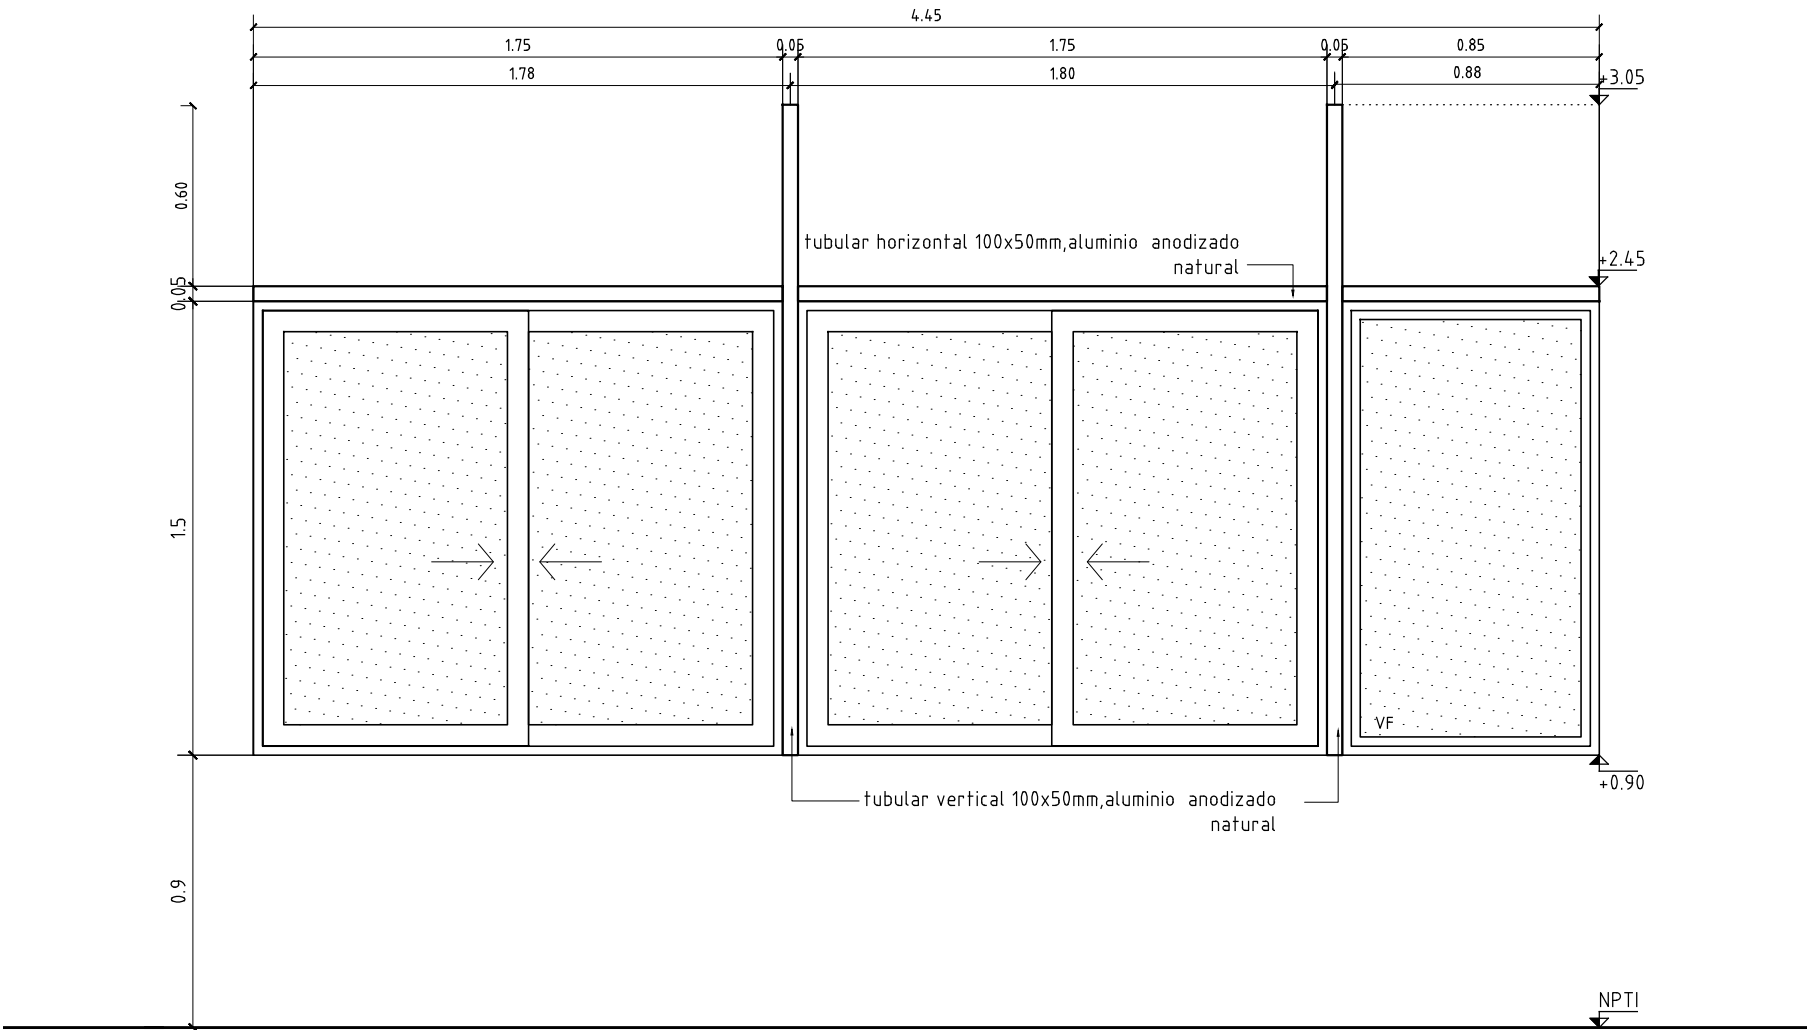 4.45
1.75 0.05 1.75 0.05 0.85
1.78 1.80 0.88
+3.05
0.60
tubular horizontal 100x50mm,aluminio anodizado
natural
+2.45
0.05
1.5
VF
+0.90
tubular vertical 100x50mm,aluminio anodizado
natural
0.9
NPTI